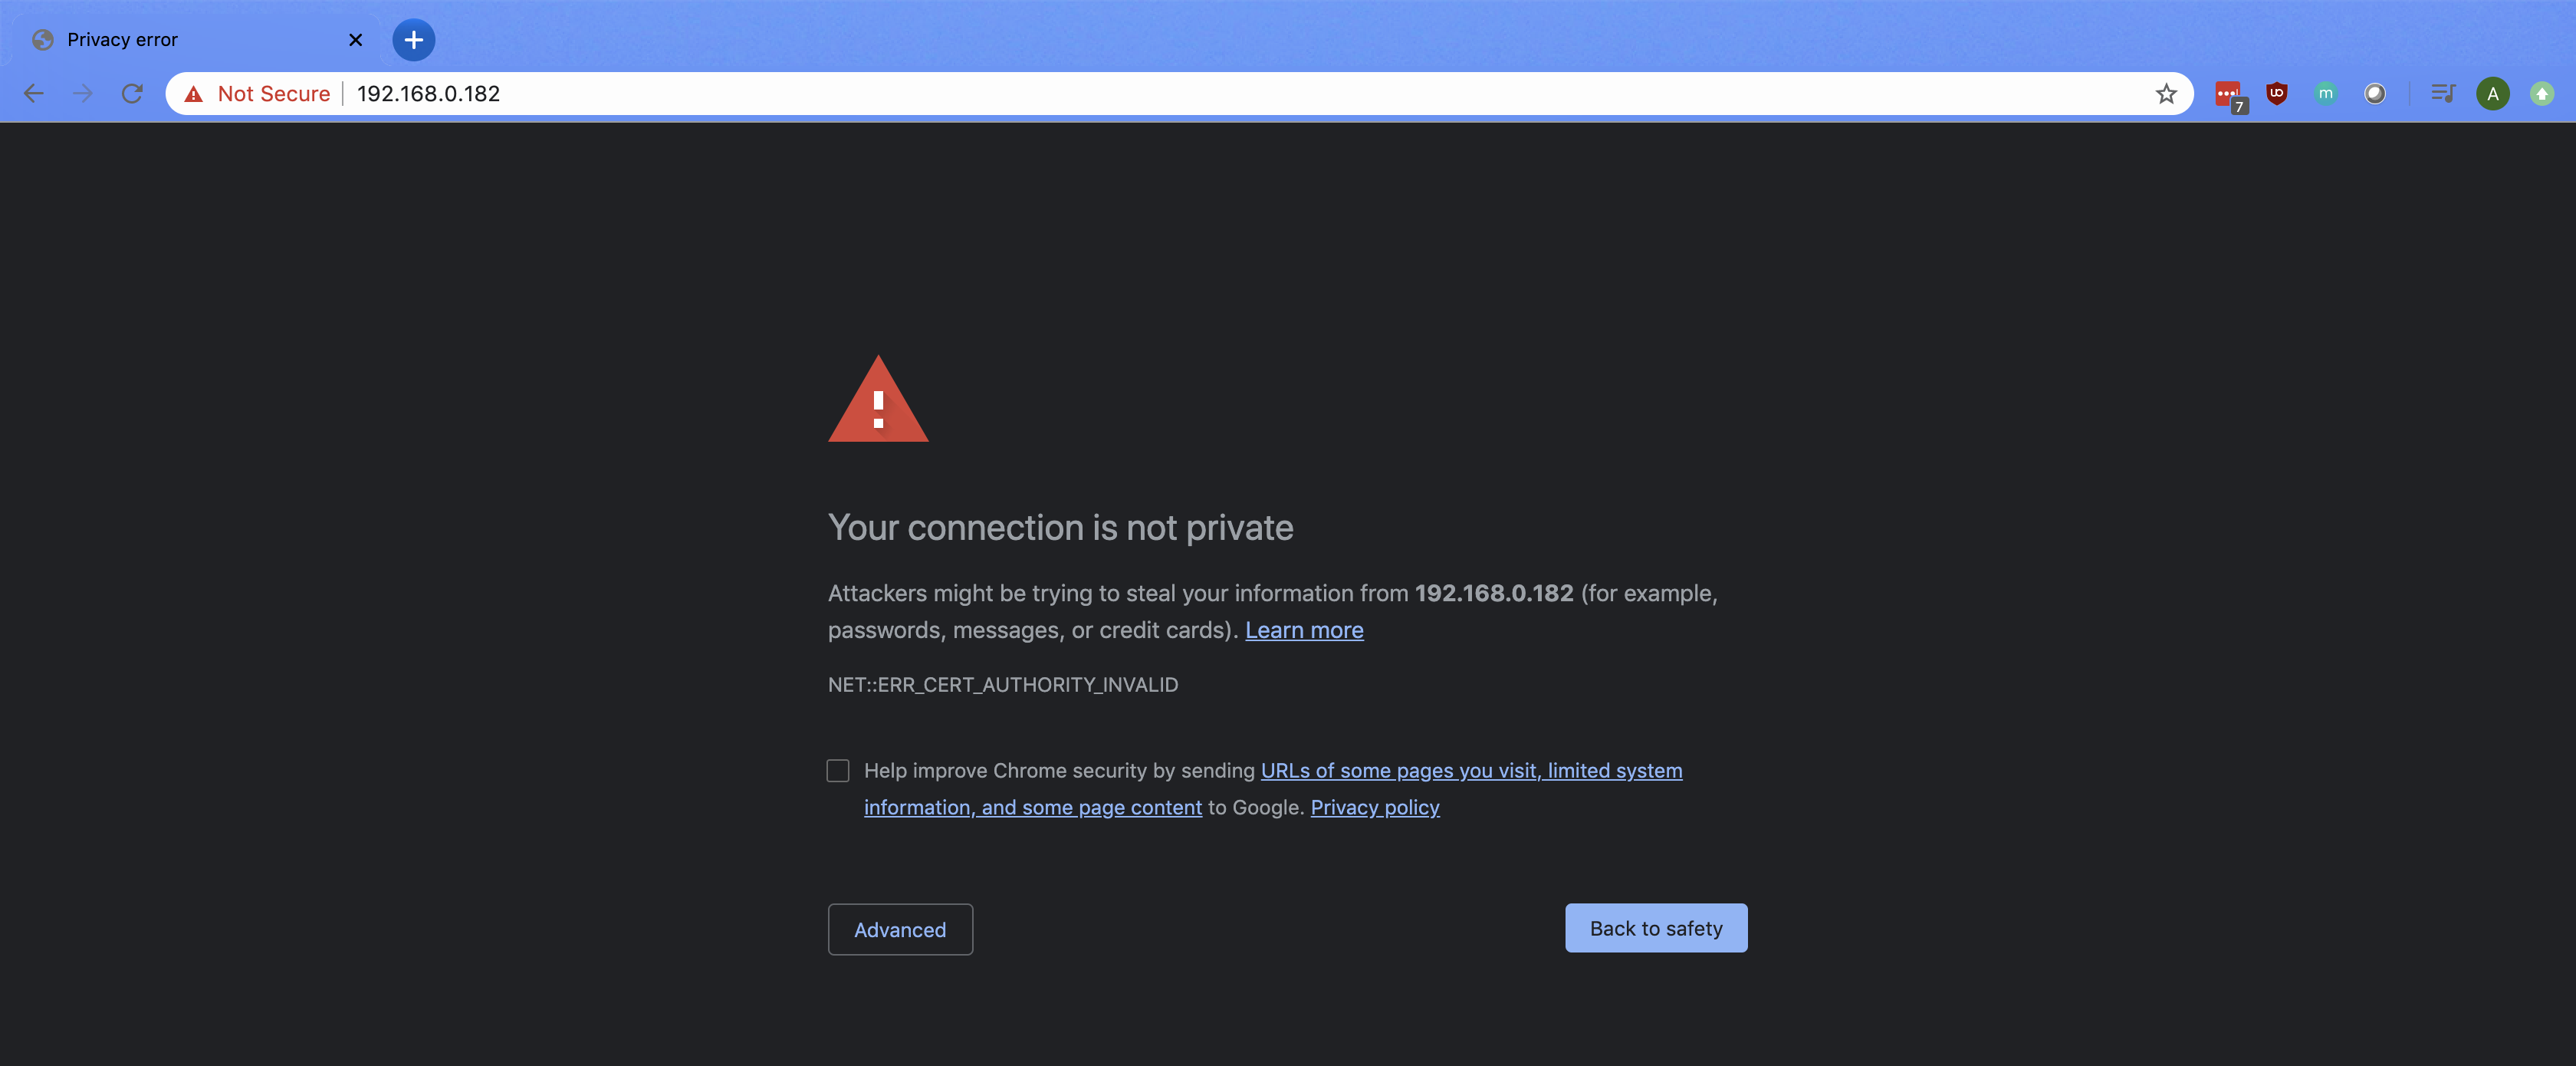 Privacy error
Not Secure 192.168.0.182
7
m
A
Your connection is not private
Attackers might be trying to steal your information from 192.168.0.182 (for example,
passwords, messages, or credit cards). Learn more
NET::ERR_CERT_AUTHORITY_INVALID
Help improve Chrome security by sending URLs of some pages you visit, limited system
information, and some page content to Google. Privacy policy
Advanced
Back to safety